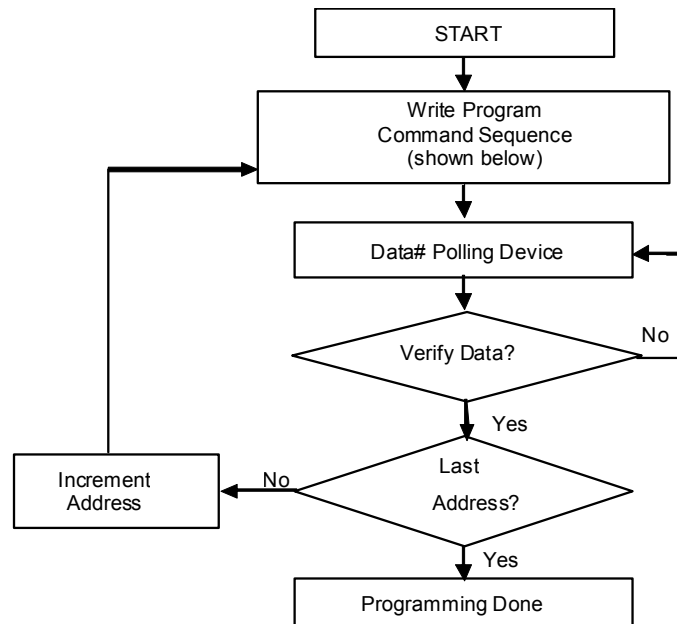 START
Write Program
Command Sequence
(shown below)
Data# Polling Device
Verify Data?
No
Yes
Last
Address?
No
Increment
Address
Yes
Programming Done